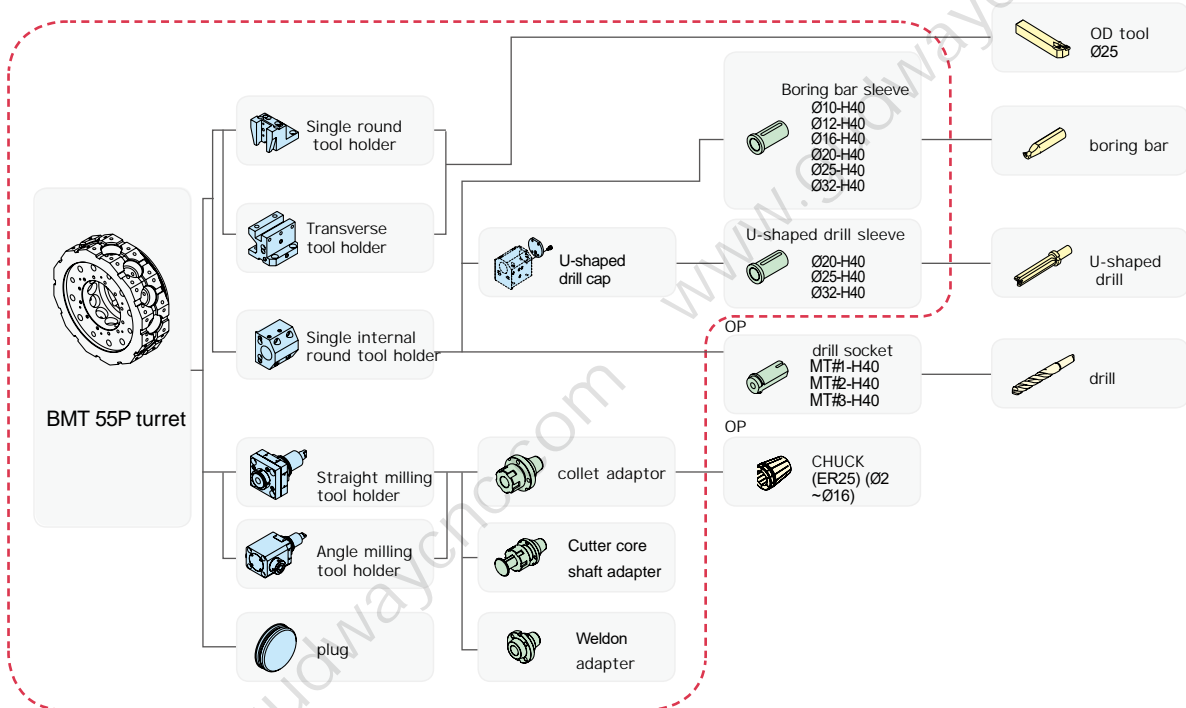 OD tool
Ø25
Boring bar sleeve
Ø10-H40
Ø12-H40
Ø16-H40
Ø20-H40
Ø25-H40
Ø32-H40
boring bar
Single round
tool holder
Transverse
tool holder
U-shaped
drill cap
U-shaped drill sleeve
Ø20-H40
Ø25-H40
Ø32-H40
U-shaped
drill
Single internal
round tool holder
OP
drill socket
MT#1-H40
MT#2-H40
MT#3-H40
drill
BMT 55P turret
OP
Straight milling
tool holder
collet adaptor
CHUCK
(ER25) (Ø2
~Ø16)
Angle milling
tool holder
Cutter core
shaft adapter
plug
Weldon
adapter